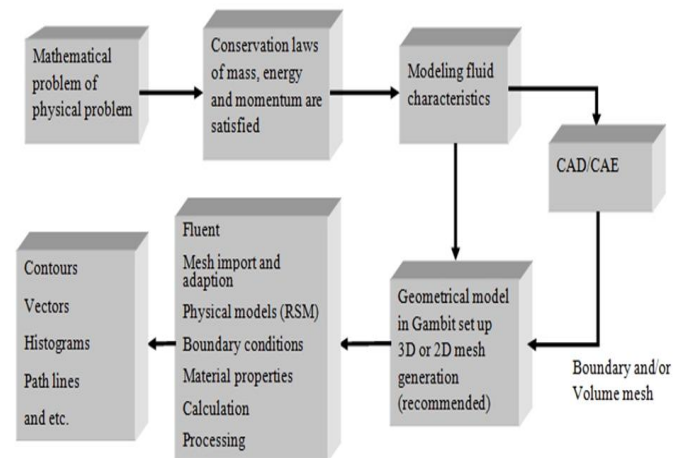 Mathematical
problem of
physical problem
Conservation laws
of mass, energy
and momentum are
satisfied
Modeling fluid
characteristics
CAD/CAE
Contours
Vectors
Histograms
Path lines
and etc.
Fluent
Mesh import and
adaption
Physical models (RSM)
Boundary conditions
Material properties
Calculation
Processing
Geometrical model
in Gambit set up
3D or 2D mesh
generation
(recommended)
Boundary and/or
Volume mesh